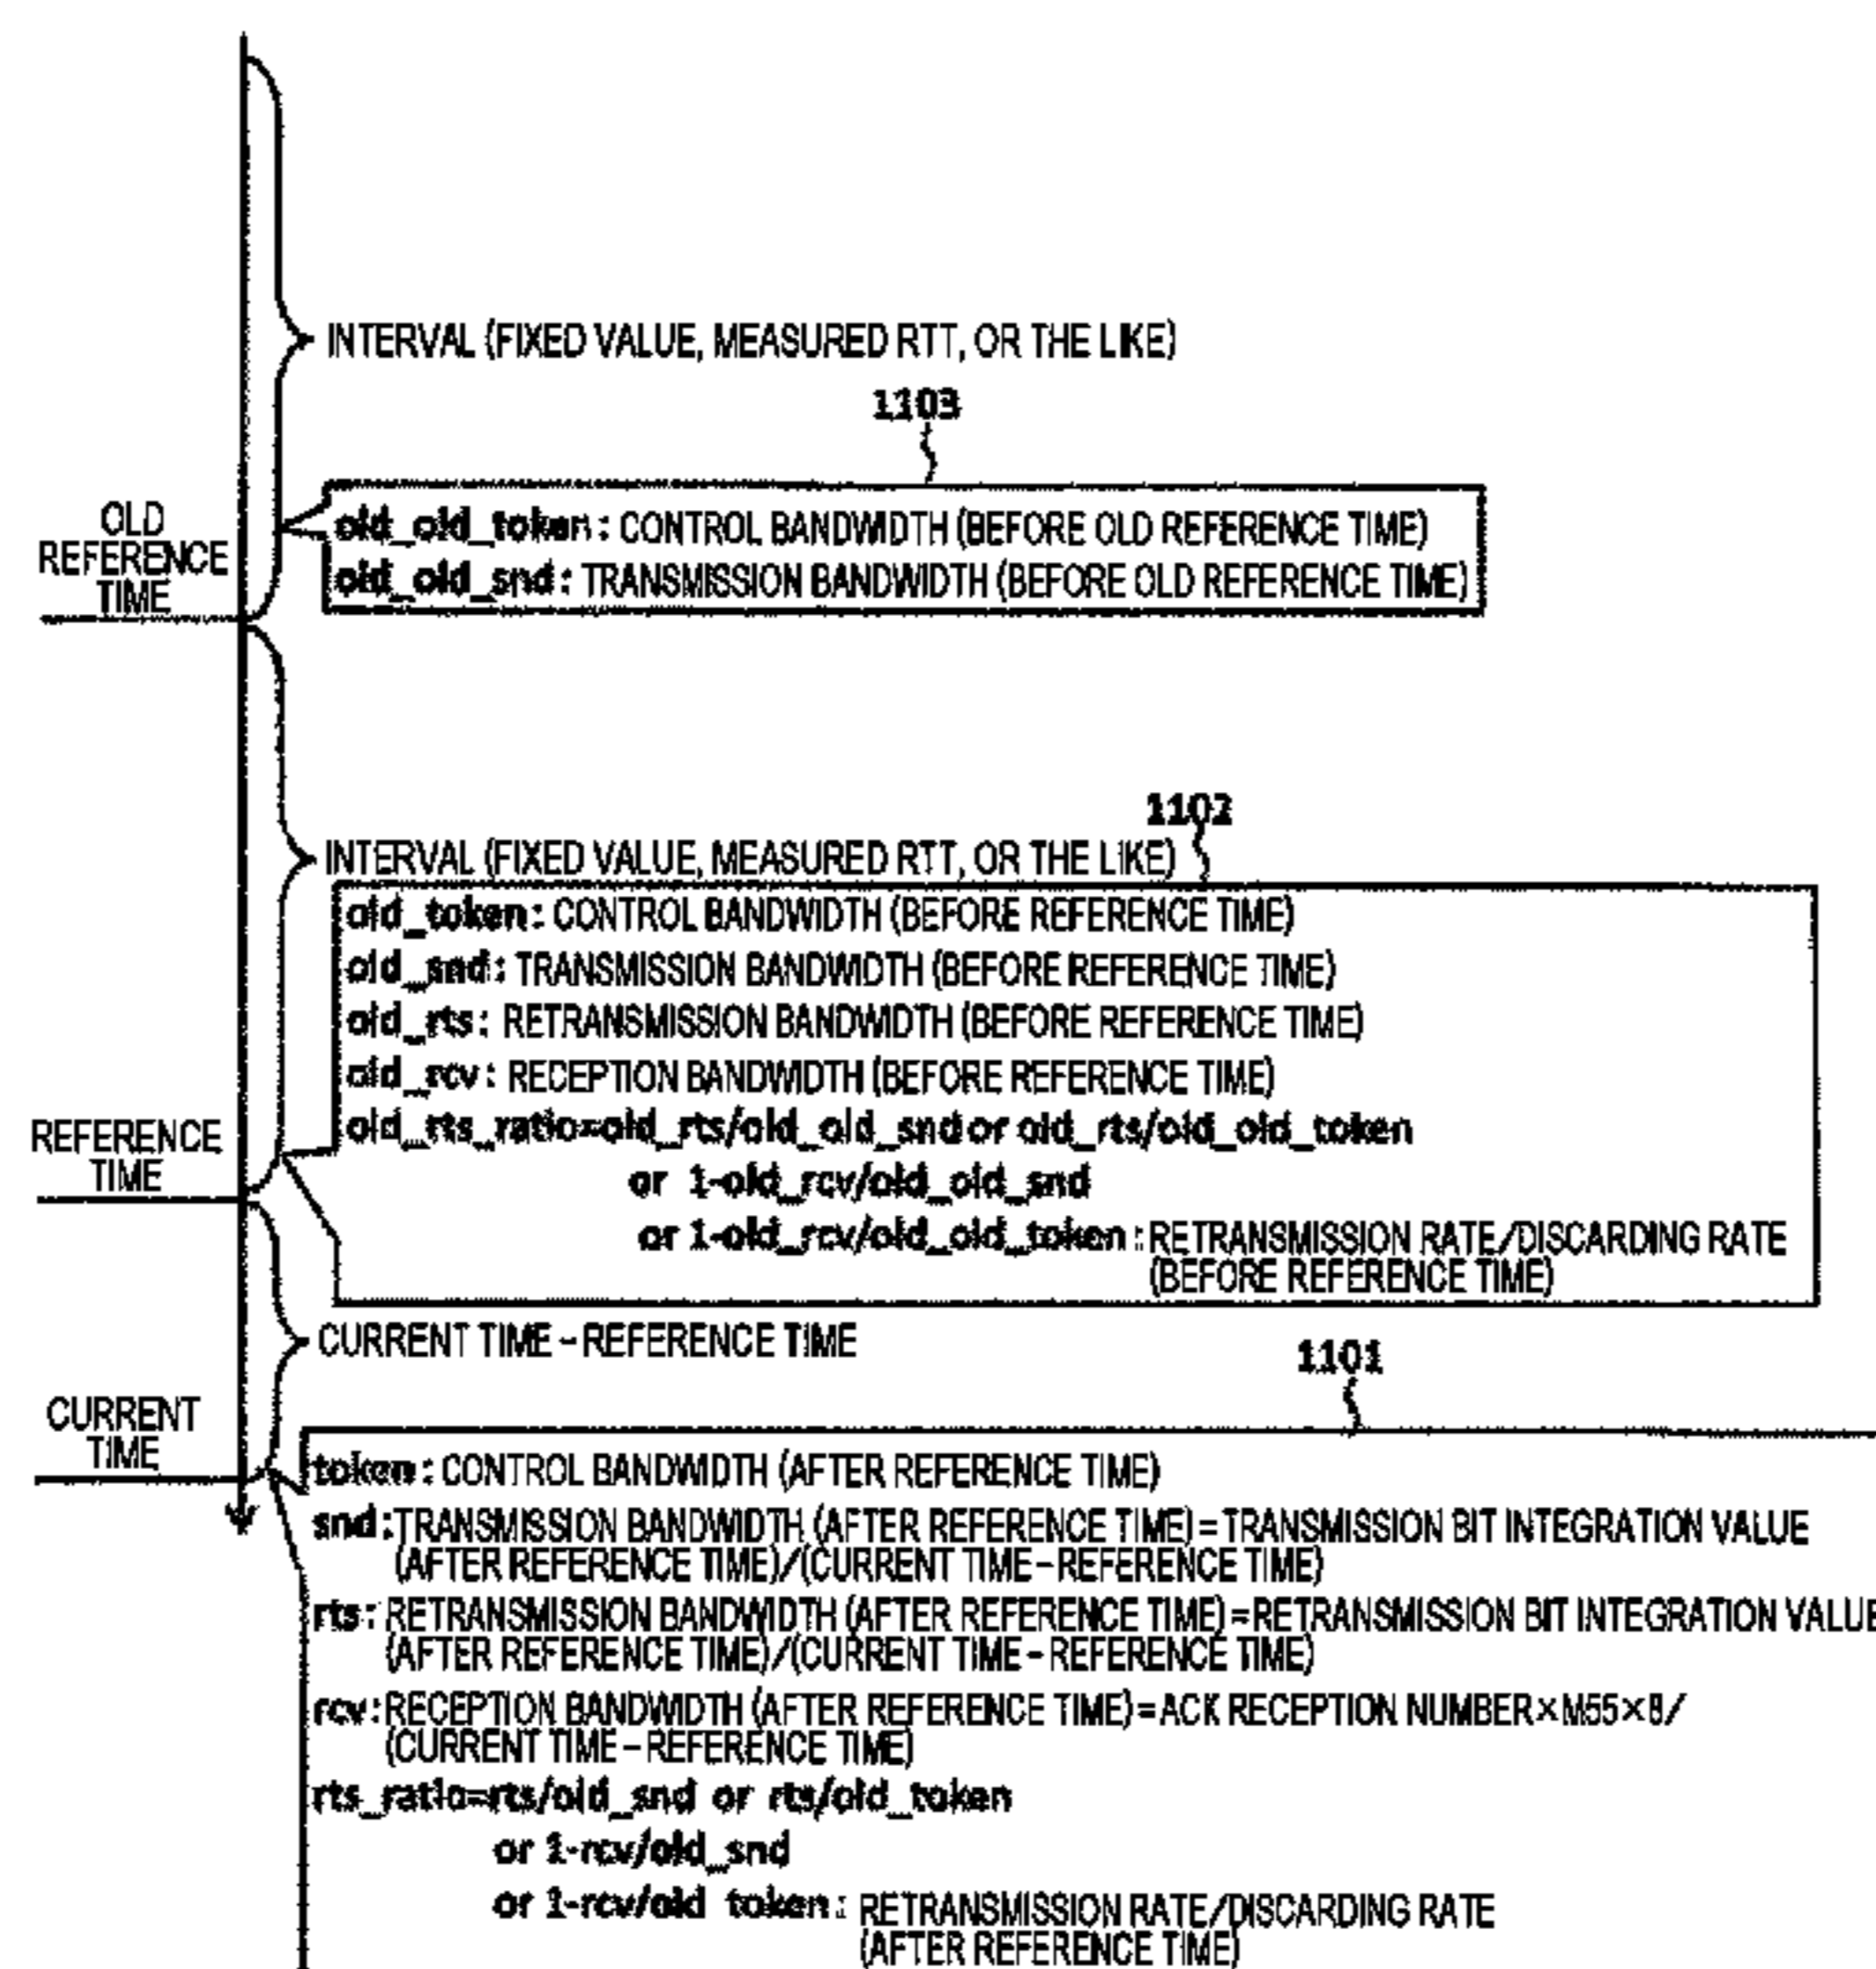 INTERVAL (FIXED VALUE, MEASURED RTT, OR THE LIKE)
1103
OLD
REFERENCE
TIME
old_old_token: CONTROL BANDWIDTH (BEFORE OLD REFERENCE TIME)
old_old_snd: TRANSMISSION BANDWIDTH (BEFORE OLD REFERENCE TIME)
1102
INTERVAL (FIXED VALUE, MEASURED RTT, OR THE LIKE)
old_token: CONTROL BANDWIDTH (BEFORE REFERENCE TIME)
old_snd: TRANSMISSION BANDWIDTH (BEFORE REFERENCE TIME)
old_rts: RETRANSMISSION BANDWIDTH (BEFORE REFERENCE TIME)
old_rcv: RECEPTION BANDWIDTH (BEFORE REFERENCE TIME)
REFERENCE
TIME
old_rts_ratio=old_rts/old_old_snd or old_rts/old_old_token
or 1-old_rcv/old_old_snd
or 1-old_rcv/old_old_token: RETRANSMISSION RATE/DISCARDING RATE
(BEFORE REFERENCE TIME)
CURRENT TIME – REFERENCE TIME
1101
CURRENT
TIME
token: CONTROL BANDWIDTH (AFTER REFERENCE TIME)
snd: TRANSMISSION BANDWIDTH (AFTER REFERENCE TIME) = TRANSMISSION BIT INTEGRATION VALUE
(AFTER REFERENCE TIME)/(CURRENT TIME – REFERENCE TIME)
rts: RETRANSMISSION BANDWIDTH (AFTER REFERENCE TIME) = RETRANSMISSION BIT INTEGRATION VALUE
(AFTER REFERENCE TIME)/(CURRENT TIME – REFERENCE TIME)
rcv: RECEPTION BANDWIDTH (AFTER REFERENCE TIME) = ACK RECEPTION NUMBER×M55×8/
(CURRENT TIME – REFERENCE TIME)
rts_ratio=rts/old_snd or rts/old_token
or 1-rcv/old_snd
or 1-rcv/old_token: RETRANSMISSION RATE/DISCARDING RATE
(AFTER REFERENCE TIME)